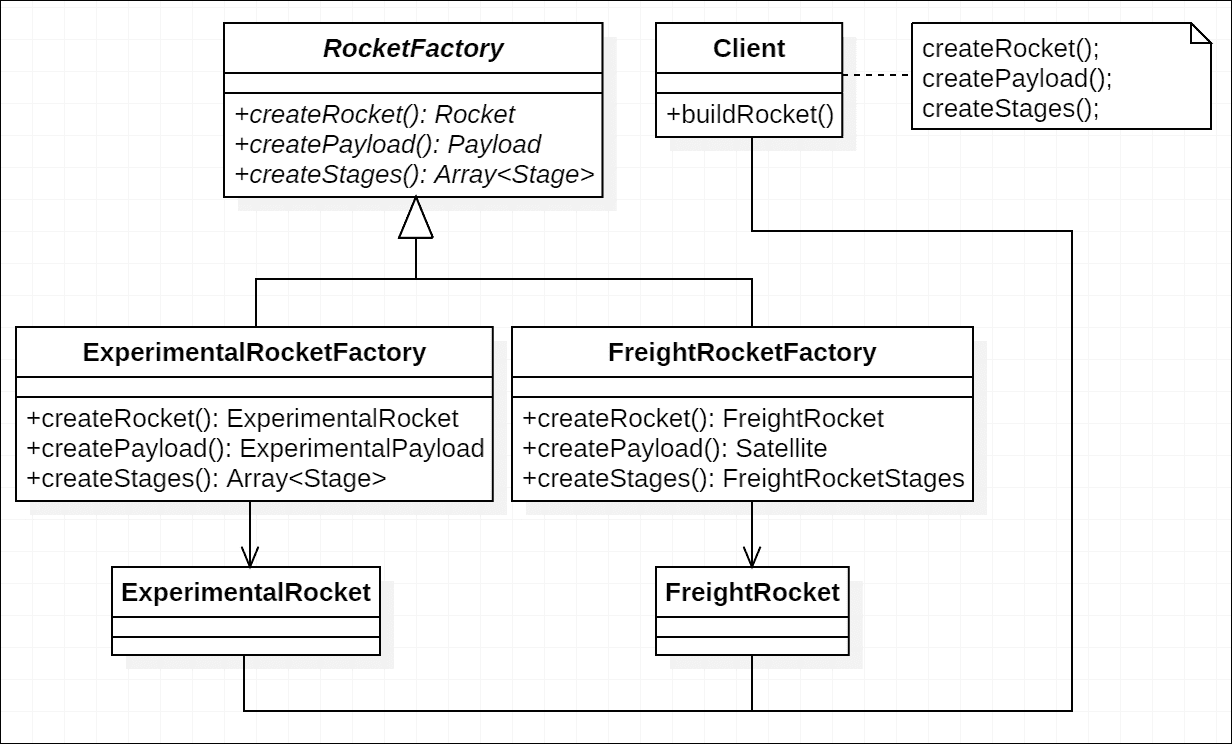 RocketFactory
+createRocket(): Rocket
+createPayload(): Payload
+createStages(): Array<Stage>
Client
+buildRocket()
createRocket();
createPayload();
createStages();
ExperimentalRocketFactory
+createRocket(): ExperimentalRocket
+createPayload(): ExperimentalPayload
+createStages(): Array<Stage>
FreightRocketFactory
+createRocket(): FreightRocket
+createPayload(): Satellite
+createStages(): FreightRocketStages
ExperimentalRocket
FreightRocket